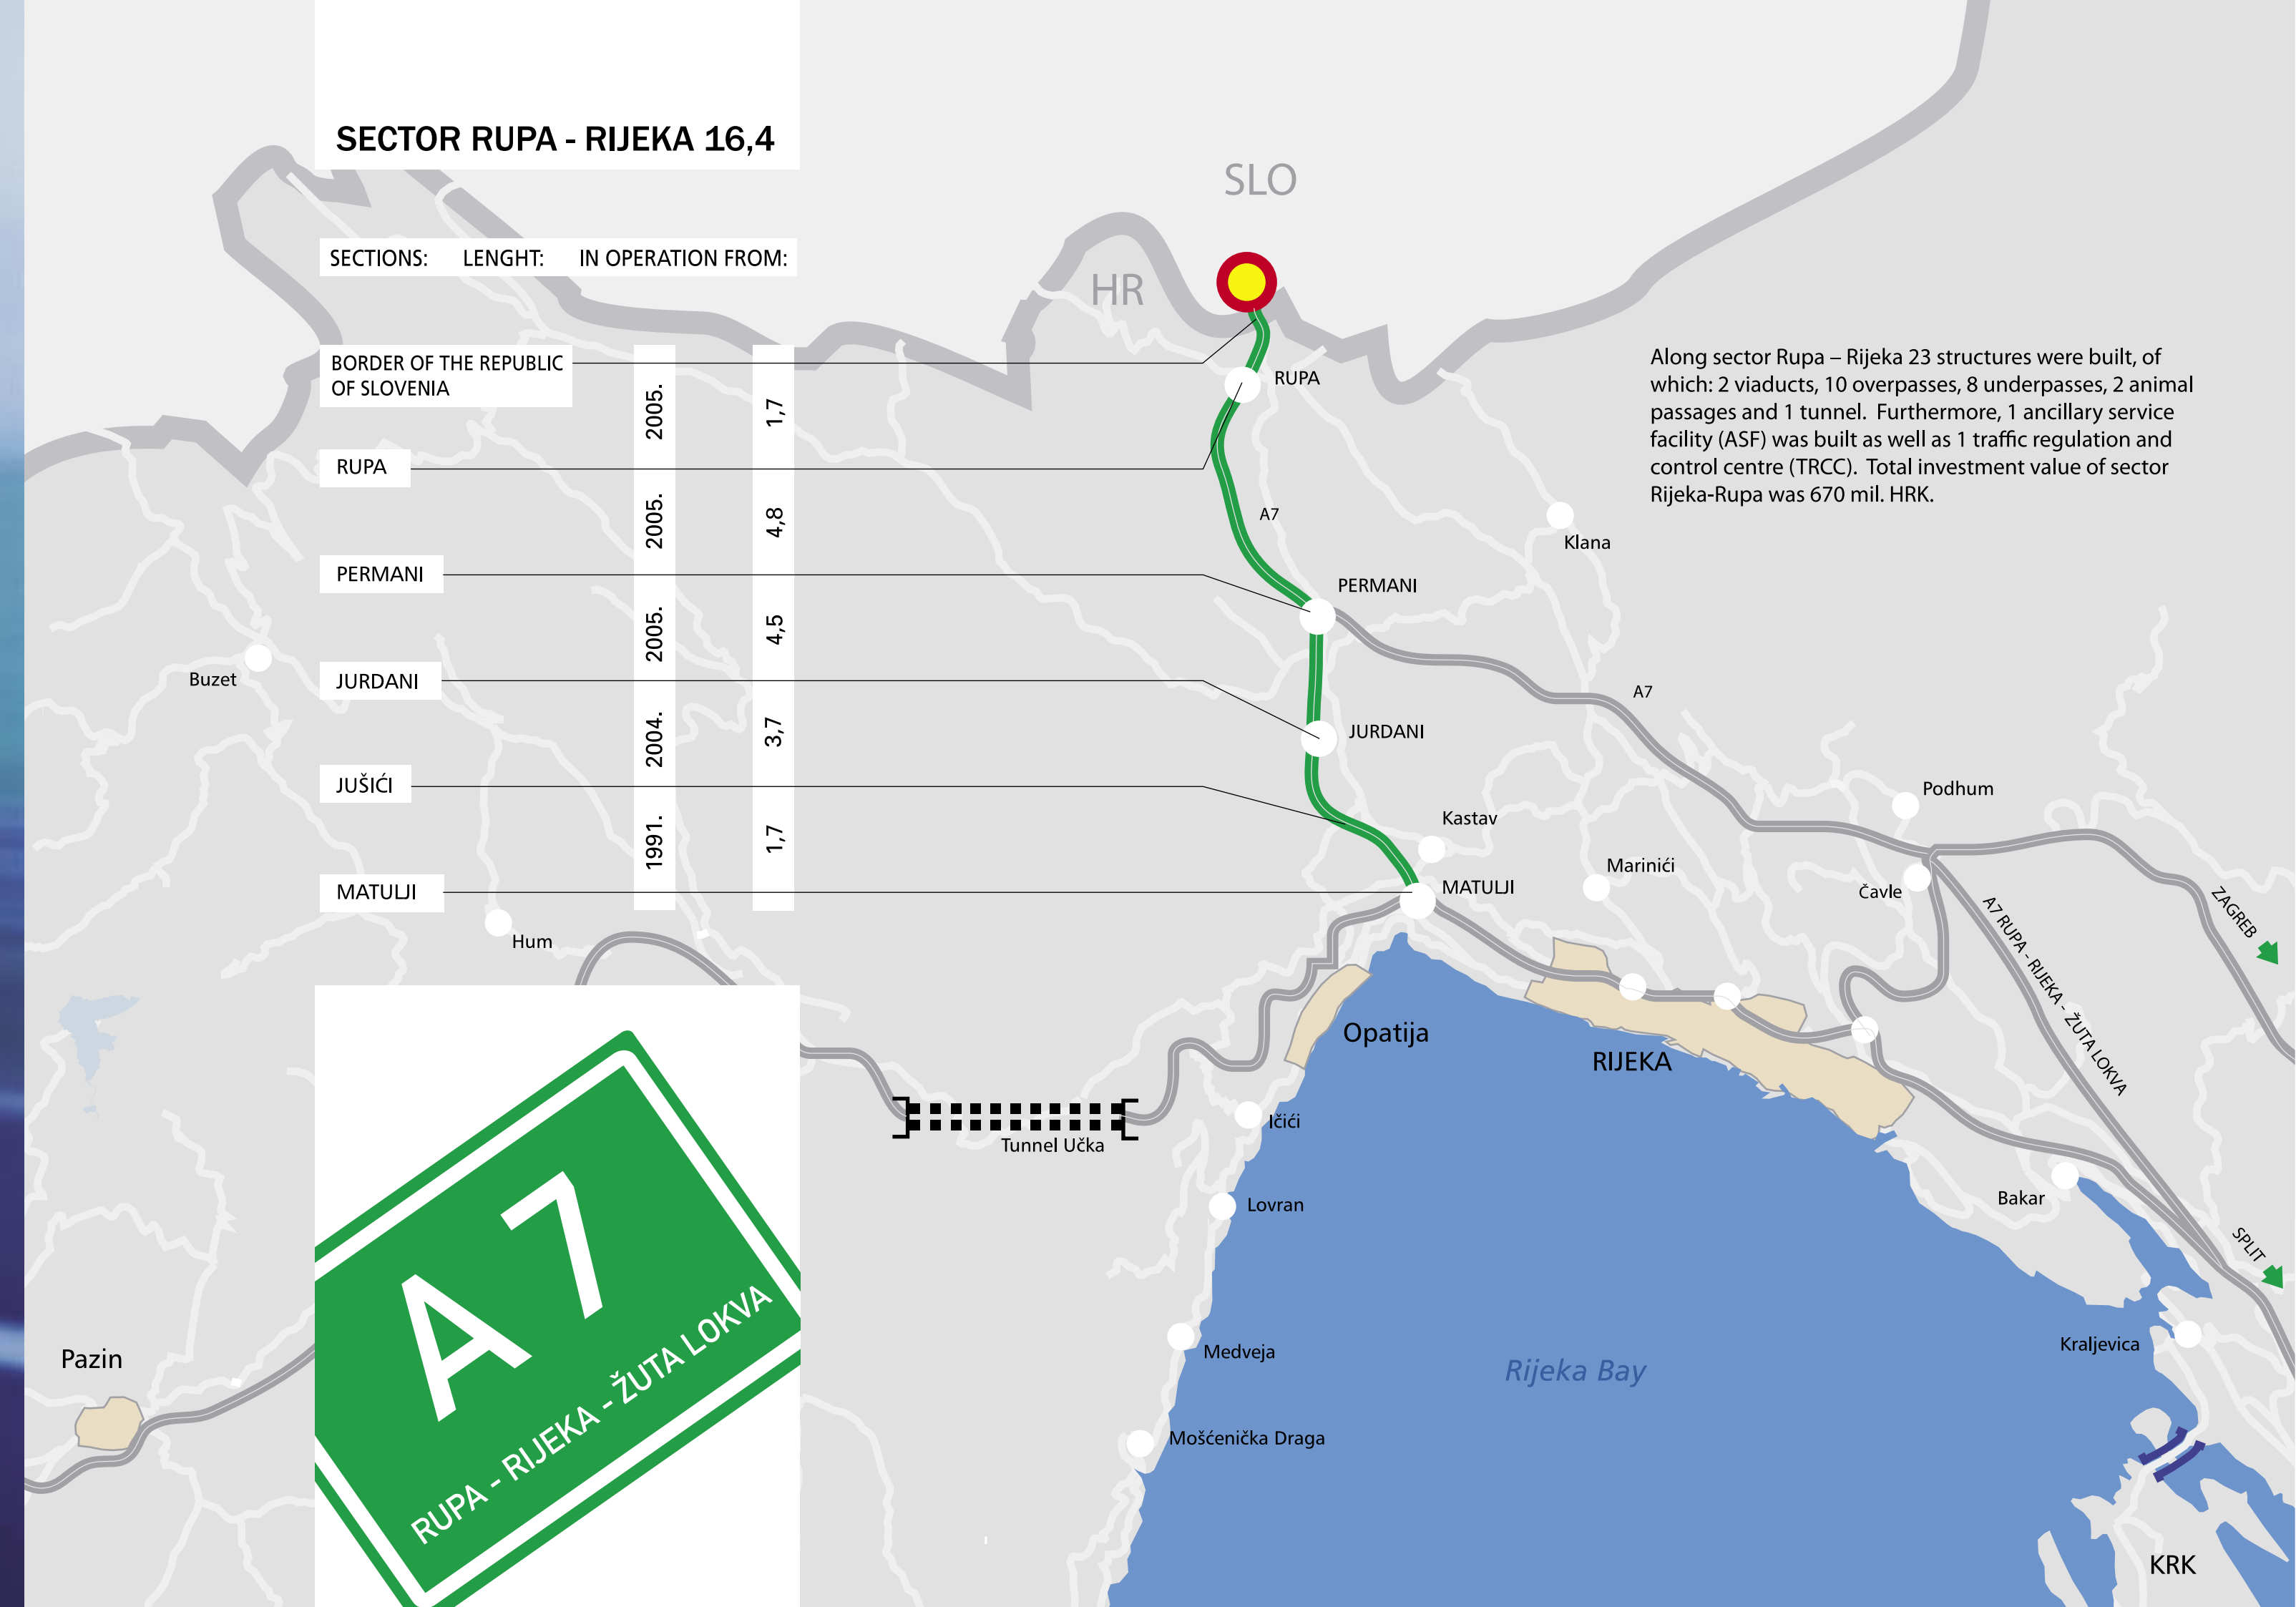 SECTOR RUPA - RIJEKA 16,4
SECTIONS: LENGHT: IN OPERATION FROM:
BORDER OF THE REPUBLIC
OF SLOVENIA
2005.
1,7
RUPA
2005.
4,8
PERMANI
2005.
4,5
JURDANI
2004.
3,7
JUŠIĆI
1991.
1,7
MATULJI
SLO
HR
RUPA
A7
Klana
PERMANI
A7
JURDANI
Along sector Rupa – Rijeka 23 structures were built, of
which: 2 viaducts, 10 overpasses, 8 underpasses, 2 animal
passages and 1 tunnel. Furthermore, 1 ancillary service
facility (ASF) was built as well as 1 traffic regulation and
control centre (TRCC). Total investment value of sector
Rijeka-Rupa was 670 mil. HRK.
Buzet
Hum
Kastav
Marinići
MATULJI
Podhum
Čavle
ZAGREB
A7 RUPA - RIJEKA - ŽUTA LOKVA
Opatija
RIJEKA
Ičići
Tunnel Učka
Lovran
Bakar
SPLIT
Medveja
Kraljevica
Rijeka Bay
Mošćenička Draga
KRK
Pazin
A 7
RUPA - RIJEKA - ŽUTA LOKVA